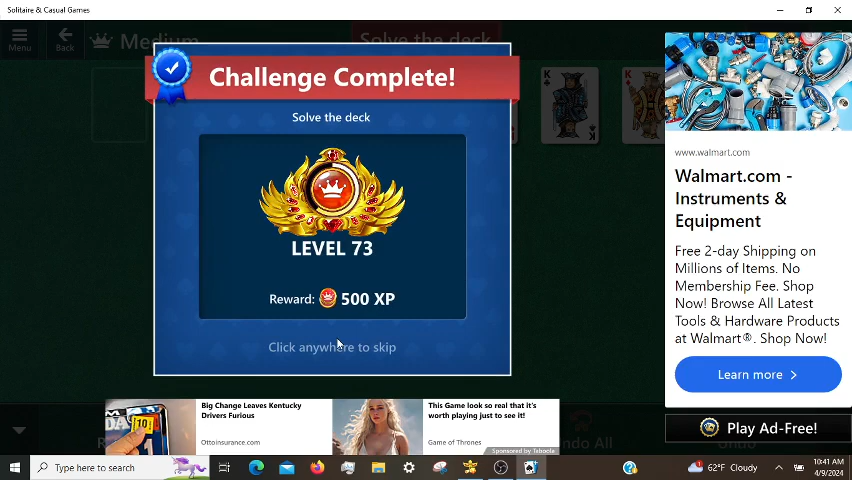 Solitaire & Casual Games
Menu
Back
Medium
Solve the deck
Challenge Complete!
Solve the deck
LEVEL 73
Reward: 500 XP
Click anywhere to skip
K
K
K
www.walmart.com
Walmart.com -
Instruments &
Equipment
Free 2-day Shipping on
Millions of Items. No
Membership Fee. Shop
Now! Browse All Latest
Tools & Hardware Products
at Walmart®. Shop Now!
Learn more
Play Ad-Free!
Big Change Leaves Kentucky
Drivers Furious
Ottoinsurance.com
10
This Game look so real that it's
worth playing just to see it!
Game of Thrones
Sponsored by Taboola
Undo All
Undo
Type here to search
62°F Cloudy
10:41 AM
4/9/2024